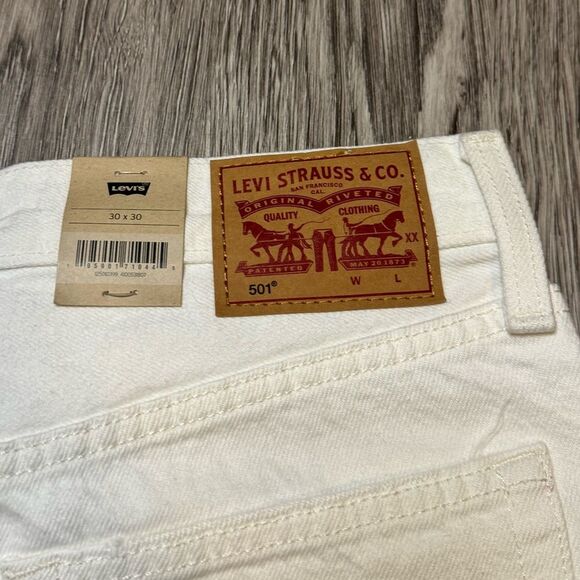 Levi's
30 x 30
LEVI STRAUSS & CO.
SAN FRANCISCO
CAL.
ORIGINAL RIVETED
QUALITY CLOTHING
XX
PATENTED MAY 20 1873
501® W L